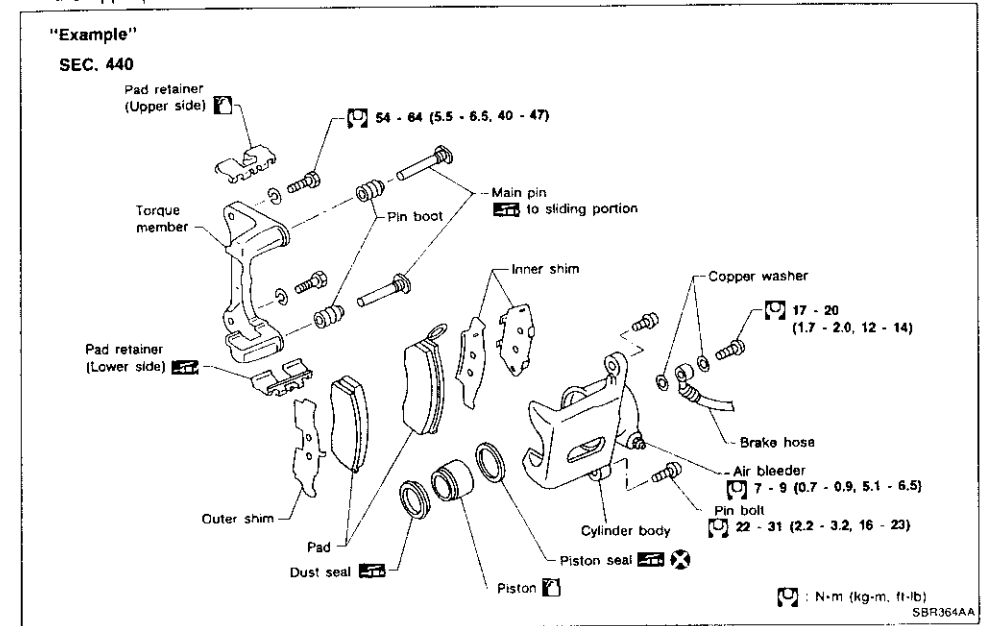 "Example"
SEC. 440
Pad retainer
(Upper side)
54 - 64 (5.5 - 6.5, 40 - 47)
Main pin
to sliding portion
Pin boot
Torque
member
Inner shim
Copper washer
17 - 20
(1.7 - 2.0, 12 - 14)
Pad retainer
(Lower side)
Brake hose
Air bleeder
7 - 9 (0.7 - 0.9, 5.1 - 6.5)
Pin bolt
22 - 31 (2.2 - 3.2, 16 - 23)
Outer shim
Cylinder body
Pad
Piston seal
Dust seal
Piston
: N•m (kg-m, ft-lb)
SBR364AA